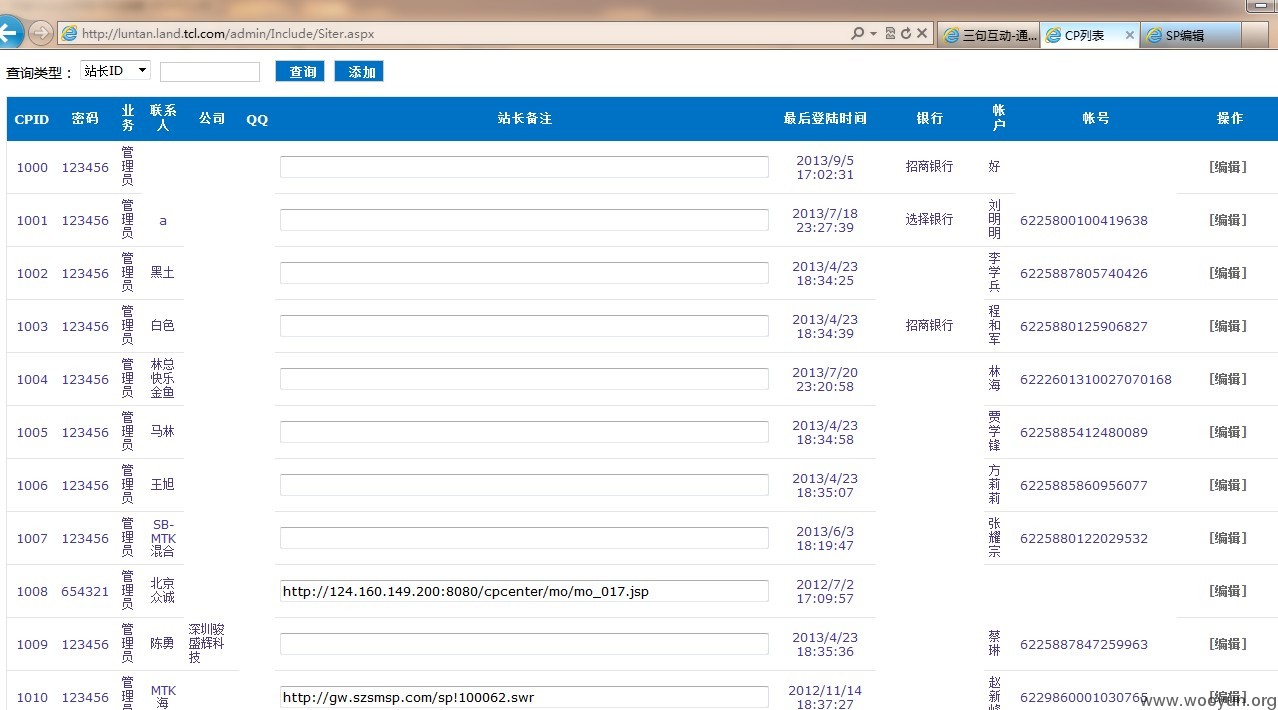 http://luntan.land.tcl.com/admin/Include/Siter.aspx
三句互动-通...
CP列表
SP编辑
查询类型： 站长ID 查询 添加
CPID 密码 业务 联系人 公司 QQ 站长备注 最后登陆时间 银行 帐户 帐号 操作
1000 123456 管理员 2013/9/5 17:02:31 招商银行 好 [编辑]
1001 123456 管理员 a 2013/7/18 23:27:39 选择银行 刘明明 6225800100419638 [编辑]
1002 123456 管理员 黑土 2013/4/23 18:34:25 李学兵 6225887805740426 [编辑]
1003 123456 管理员 白色 2013/4/23 18:34:39 招商银行 程和军 6225880125906827 [编辑]
1004 123456 管理员 林总快乐金鱼 2013/7/20 23:20:58 林海 6222601310027070168 [编辑]
1005 123456 管理员 马林 2013/4/23 18:34:58 贾学锋 6225885412480089 [编辑]
1006 123456 管理员 王旭 2013/4/23 18:35:07 方莉莉 6225885860956077 [编辑]
1007 123456 管理员 SB-MTK混合 2013/6/3 18:19:47 张耀宗 6225880122029532 [编辑]
1008 654321 管理员 北京众诚 http://124.160.149.200:8080/cpcenter/mo/mo_017.jsp 2012/7/2 17:09:57 [编辑]
1009 123456 管理员 陈勇 深圳骏盛辉科技 2013/4/23 18:35:36 蔡琳 6225887847259963 [编辑]
1010 123456 管理员 MTK海 http://gw.szsmsp.com/sp!100062.swr 2012/11/14 18:37:27 赵新峰 6229860001030765 [编辑]
www.wooyun.org